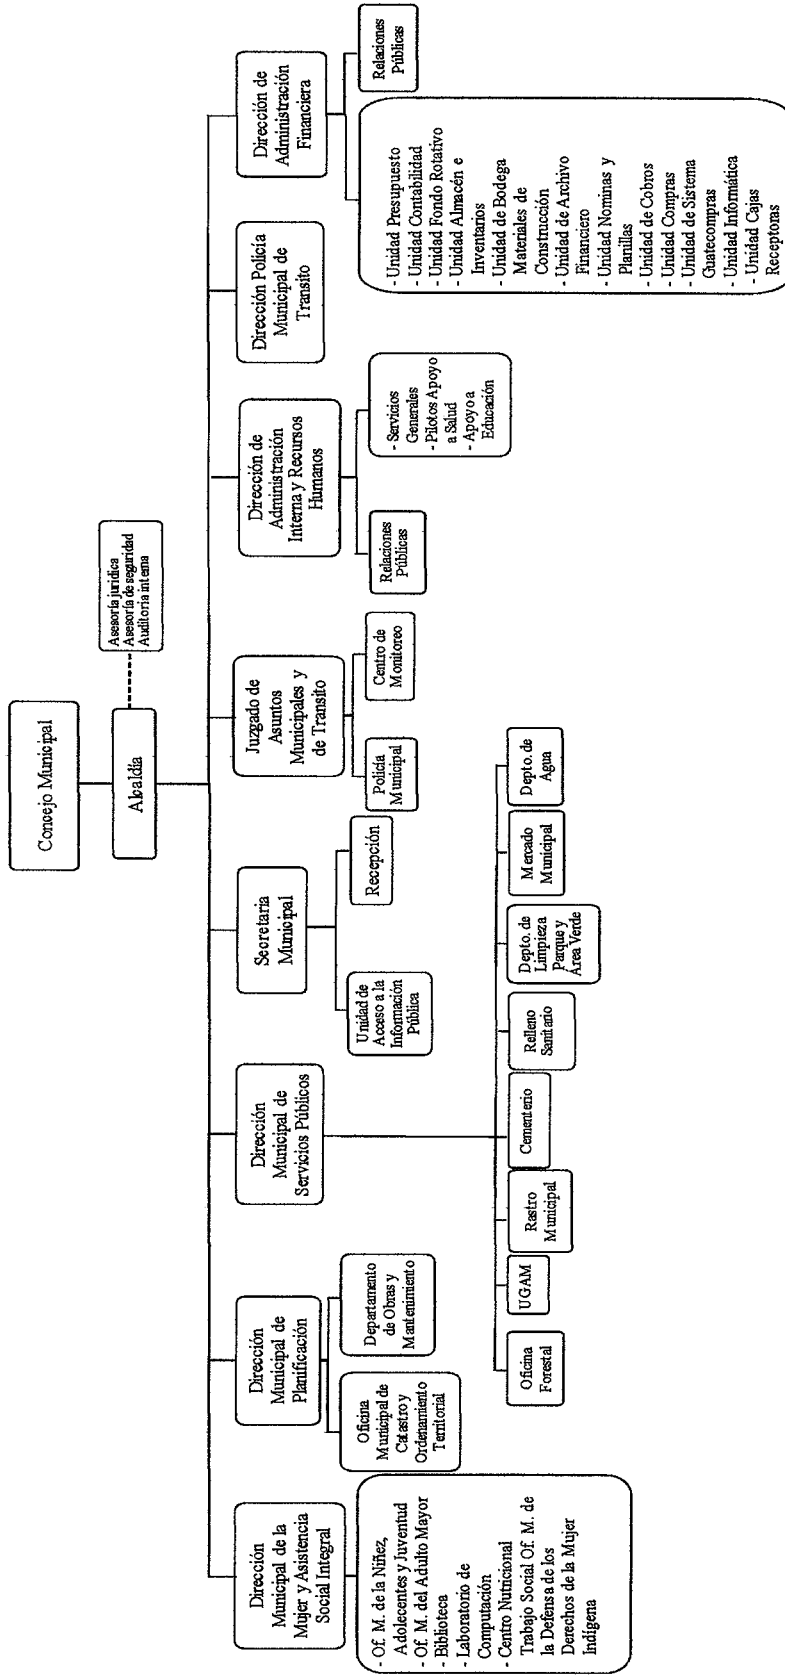 Concejo Municipal
Alcaldía
Asesoría jurídica
Asesoría de seguridad
Auditoria interna
Dirección
Municipal de la
Mujer y Asistencia
Social Integral
- Of. M. de la Niñez,
Adolecentes y Juventud
- Of. M. del Adulto Mayor
- Biblioteca
- Laboratorio de
Computación
- Centro Nutricional
Trabajo Social Of. M. de
la Defensa de los
Derechos de la Mujer
Indígena
Dirección
Municipal de
Planificación
Oficina
Municipal de
Catastro y
Ordenamiento
Territorial
Departamento
de Obras y
Mantenimiento
Dirección
Municipal de
Servicios Públicos
Oficina
Forestal
UGAM
Rastro
Municipal
Cementerio
Relleno
Sanitario
Depto. de
Limpieza
Parque y
Área Verde
Mercado
Municipal
Depto. de
Agua
Secretaria
Municipal
Unidad de
Acceso a la
Información
Pública
Recepción
Juzgado de
Asuntos
Municipales y
de Transito
Policía
Municipal
Centro de
Monitoreo
Dirección de
Administración
Interna y Recursos
Humanos
Relaciones
Públicas
- Servicios
Generales
- Pilotos Apoyo
a Salud
- Apoyo a
Educación
Dirección Policía
Municipal de
Transito
Dirección de
Administración
Financiera
- Unidad Presupuesto
- Unidad Contabilidad
- Unidad Fondo Rotativo
- Unidad Almacén e
Inventarios
- Unidad de Bodega
Materiales de
Construcción
- Unidad de Archivo
Financiero
- Unidad Nominas y
Planillas
- Unidad de Cobros
- Unidad Compras
- Unidad de Sistema
Guatecompras
- Unidad Informática
- Unidad Cajas
Receptoras
Relaciones
Públicas